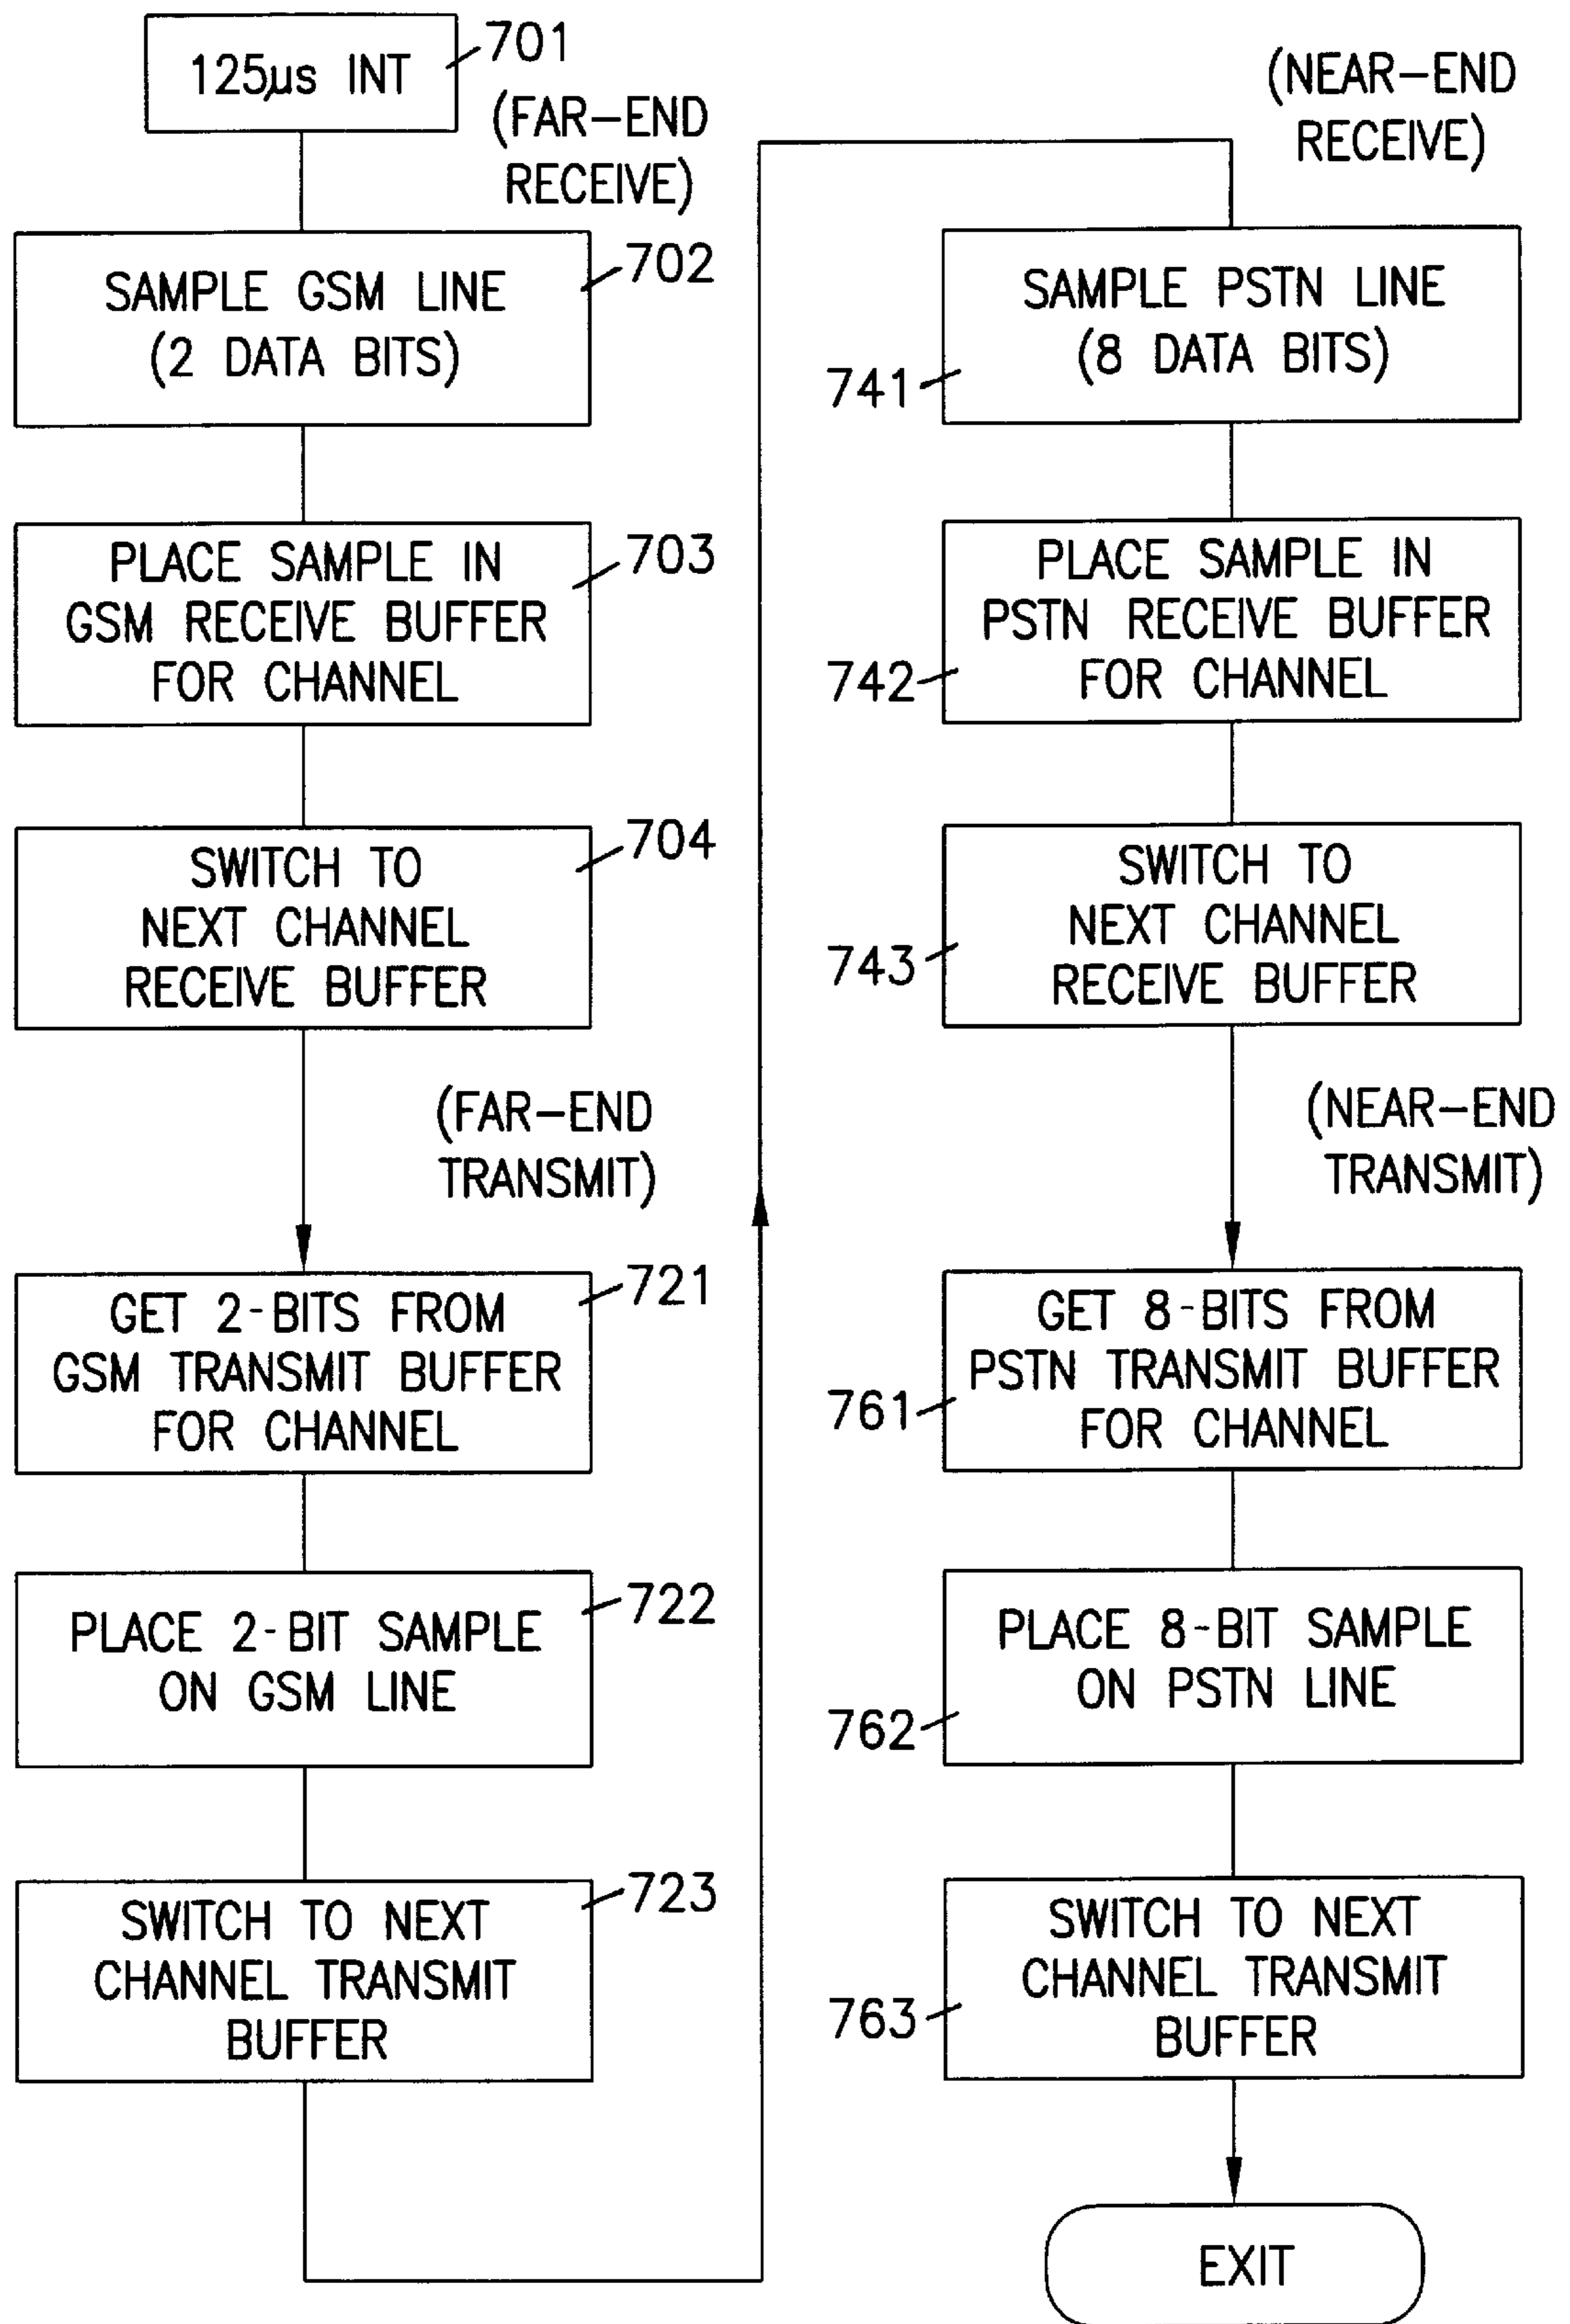 125µs INT
701
(FAR-END
RECEIVE)
SAMPLE GSM LINE
(2 DATA BITS)
702
PLACE SAMPLE IN
GSM RECEIVE BUFFER
FOR CHANNEL
703
SWITCH TO
NEXT CHANNEL
RECEIVE BUFFER
704
(FAR-END
TRANSMIT)
GET 2-BITS FROM
GSM TRANSMIT BUFFER
FOR CHANNEL
721
PLACE 2-BIT SAMPLE
ON GSM LINE
722
SWITCH TO NEXT
CHANNEL TRANSMIT
BUFFER
723
(NEAR-END
RECEIVE)
SAMPLE PSTN LINE
(8 DATA BITS)
741
PLACE SAMPLE IN
PSTN RECEIVE BUFFER
FOR CHANNEL
742
SWITCH TO
NEXT CHANNEL
RECEIVE BUFFER
743
(NEAR-END
TRANSMIT)
GET 8-BITS FROM
PSTN TRANSMIT BUFFER
FOR CHANNEL
761
PLACE 8-BIT SAMPLE
ON PSTN LINE
762
SWITCH TO NEXT
CHANNEL TRANSMIT
BUFFER
763
EXIT